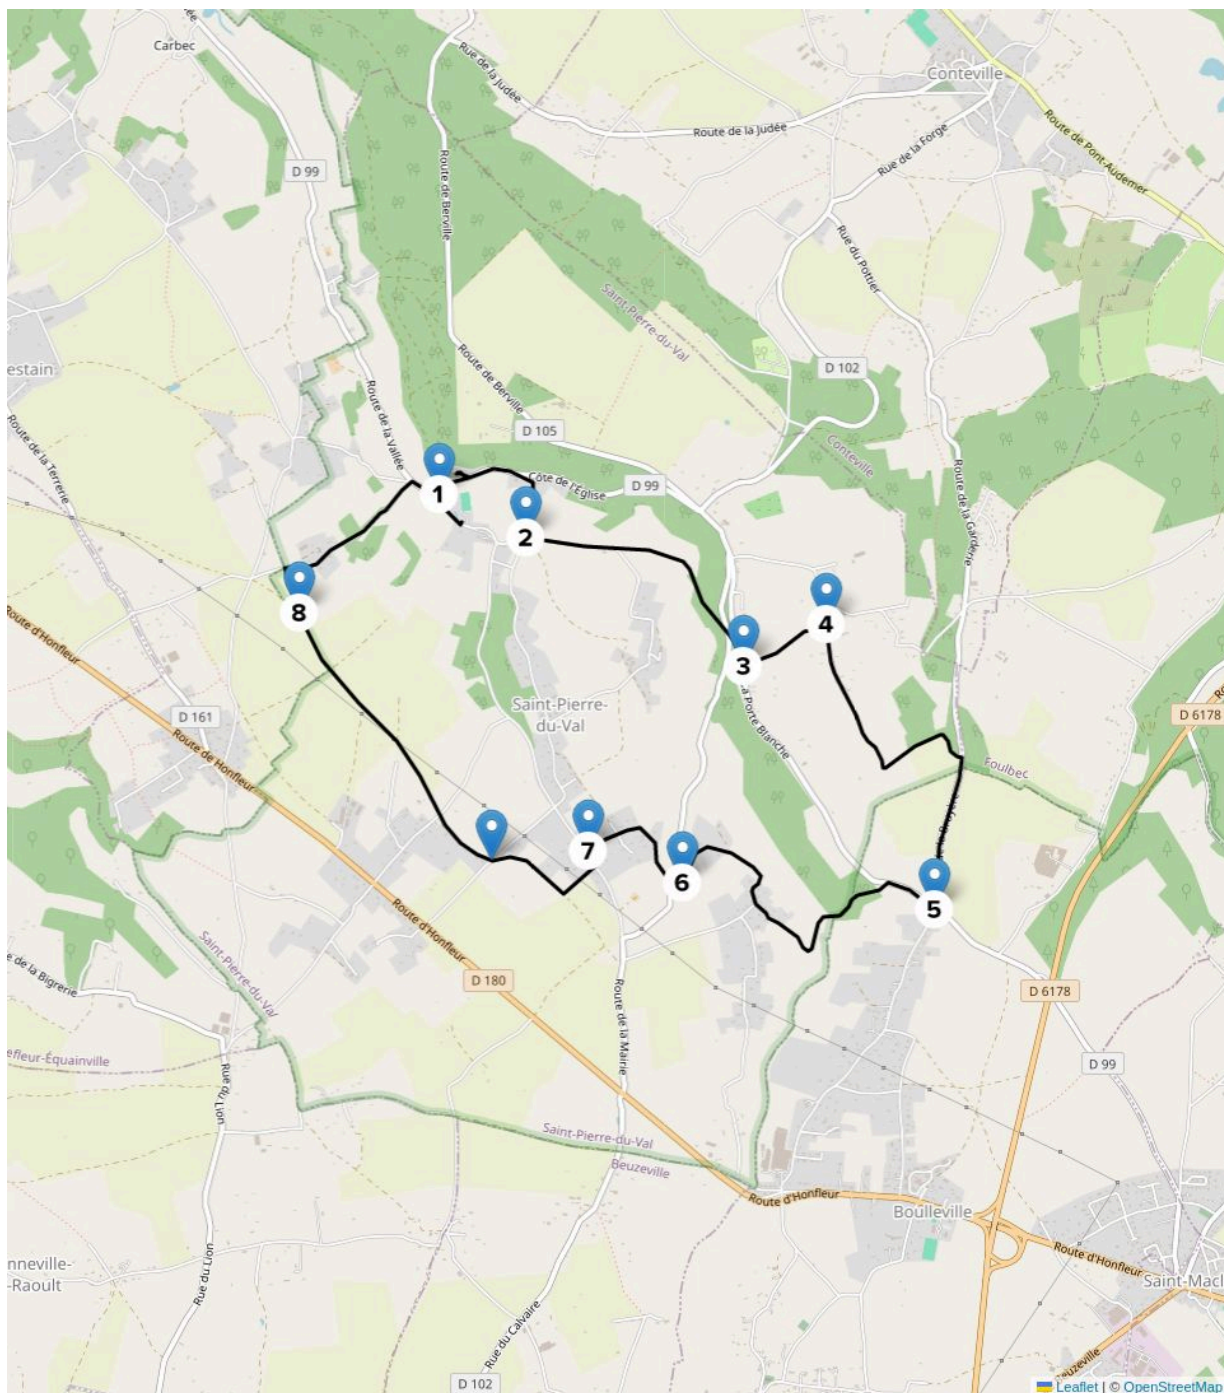 Carbec
Rue de la Judée
Conteville
Route de la Judée
Rue de la Forge
Route de Pont-Audemer
D 99
Route de Berville
Rue du Pottier
Saint-Pierre-du-Val
estain
Route de la Vallée
Route de Berville
D 102
Route de la Terrerie
D 105
Conteville
Côte de l'Église
D 99
Route de la Garderie
1
2
8
4
3
Route d'Honfleur
D 161
Saint-Pierre-
du-Val
a Porte Blanche
D 6178
Route de Honfleur
Foulbec
e la Bruyère
7
6
5
Route d'Honfleur
Saint-Pierre-du-Val
e de la Bigrerie
D 180
D 6178
Route de la Mairie
efleur-Équainville
D 99
Rue du Lion
Saint-Pierre-du-Val
Beuzeville
Route d'Honfleur
Boulleville
Route d'Honfleur
nneville-
-Raoult
Rue du Lion
Saint-Macl
Rue du Calvaire
euzeville
D 102
Leaflet | © OpenStreetMap